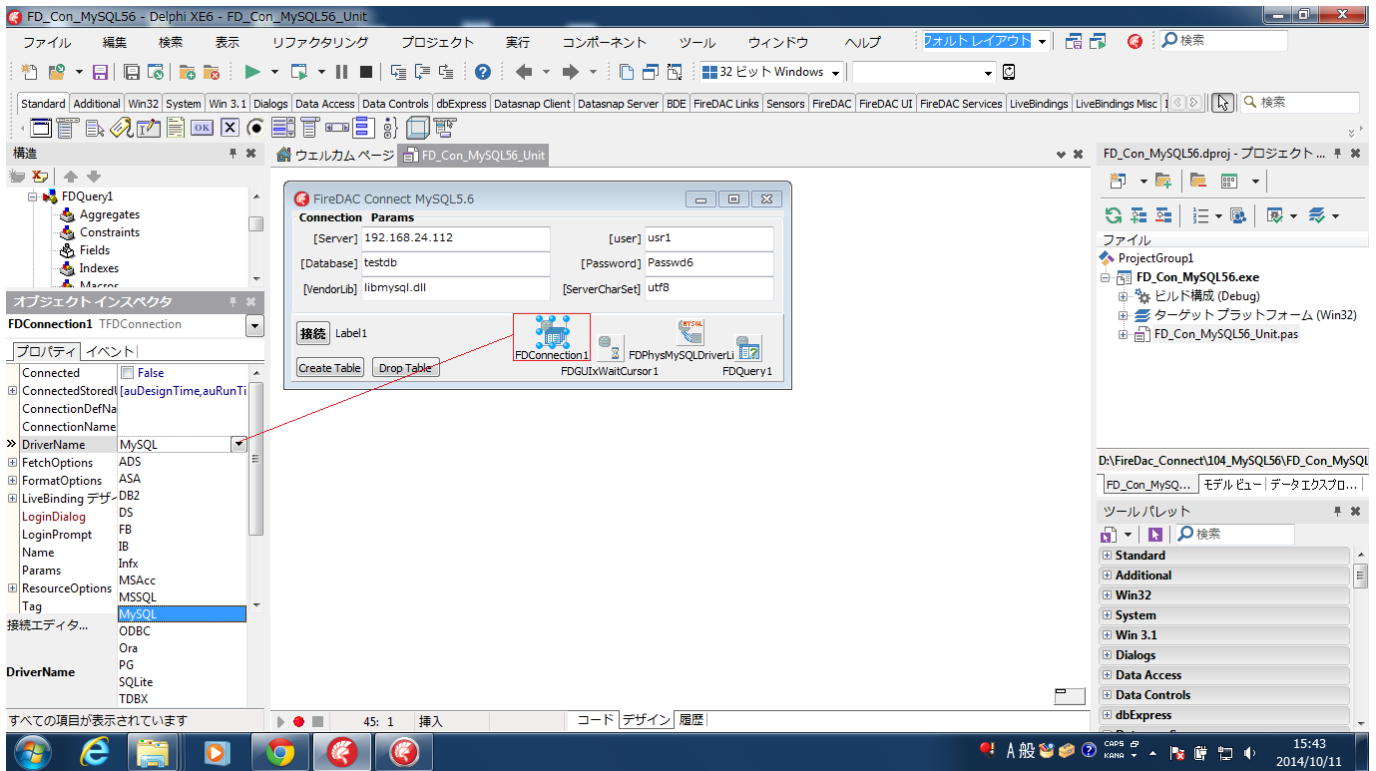 FD_Con_MySQL56 - Delphi XE6 - FD_Con_MySQL56_Unit
ファイル 編集 検索 表示 リファクタリング プロジェクト 実行 コンポーネント ツール ウィンドウ ヘルプ フォルト レイアウト 検索
32 ビット Windows
Standard Additional Win32 System Win 3.1 Dialogs Data Access Data Controls dbExpress Datasnap Client Datasnap Server BDE FireDAC Links Sensors FireDAC FireDAC UI FireDAC Services LiveBindings LiveBindings Misc 検索
構造
ウェルカム ページ FD_Con_MySQL56_Unit
FD_Con_MySQL56.dproj - プロジェクト ...
FDQuery1
Aggregates
Constraints
Fields
Indexes
Macros
FireDAC Connect MySQL5.6
Connection Params
[Server] 192.168.24.112 [user] usr1
[Database] testdb [Password] Passwd6
[VendorLib] libmysql.dll [ServerCharSet] utf8
接続 Label1
Create Table Drop Table
FDConnection1 FDPhysMySQLDriverLi
FDGUIxWaitCursor1 FDQuery1
ファイル
ProjectGroup1
FD_Con_MySQL56.exe
ビルド構成 (Debug)
ターゲット プラットフォーム (Win32)
FD_Con_MySQL56_Unit.pas
オブジェクト インスペクタ
FDConnection1 TFDConnection
プロパティ イベント
Connected False
ConnectedStoredU [auDesignTime,auRunTi
ConnectionDefNa
ConnectionName
DriverName MySQL
FetchOptions ADS
FormatOptions ASA
LiveBinding デザ DB2
LoginDialog DS
LoginPrompt FB
Name IB
Params Infx
ResourceOptions MSAcc
Tag MSSQL
MySQL
接続エディタ... ODBC
Ora
DriverName PG
SQLite
TDBX
すべての項目が表示されています
45: 1 挿入 コード デザイン 履歴
D:\FireDac_Connect\104_MySQL56\FD_Con_MySQL
FD_Con_MySQ... モデル ビュー データ エクスプロ...
ツール パレット
検索
Standard
Additional
Win32
System
Win 3.1
Dialogs
Data Access
Data Controls
dbExpress
A 般 CAPS KANA
15:43
2014/10/11